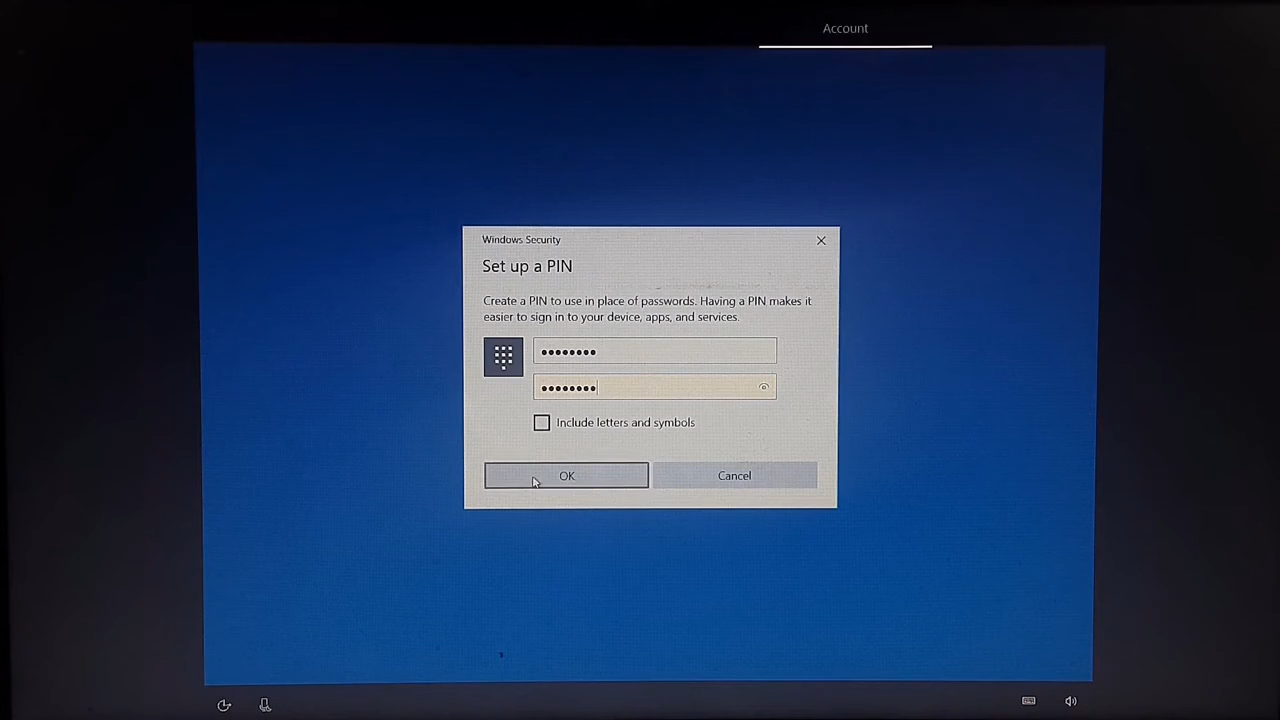 Account
Windows Security
Set up a PIN
Create a PIN to use in place of passwords. Having a PIN makes it
easier to sign in to your device, apps, and services.
••••••••
••••••••
Include letters and symbols
OK
Cancel